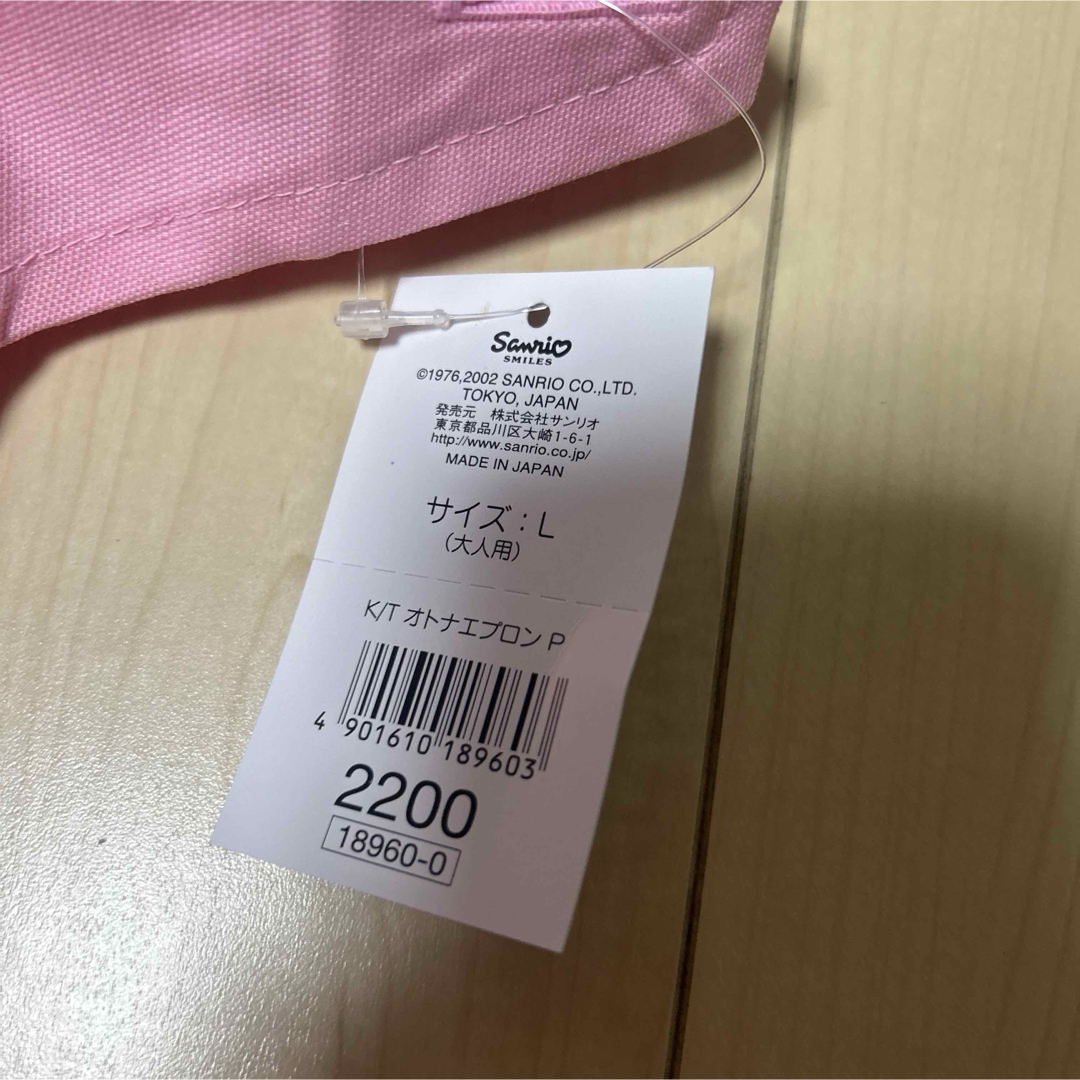 Sanrio
SMILES
©1976,2002 SANRIO CO.,LTD.
TOKYO, JAPAN
発売元 株式会社サンリオ
東京都品川区大崎1-6-1
http://www.sanrio.co.jp/
MADE IN JAPAN
サイズ：L
（大人用）
K/T オトナエプロン P
4 901610 189603
2200
18960-0